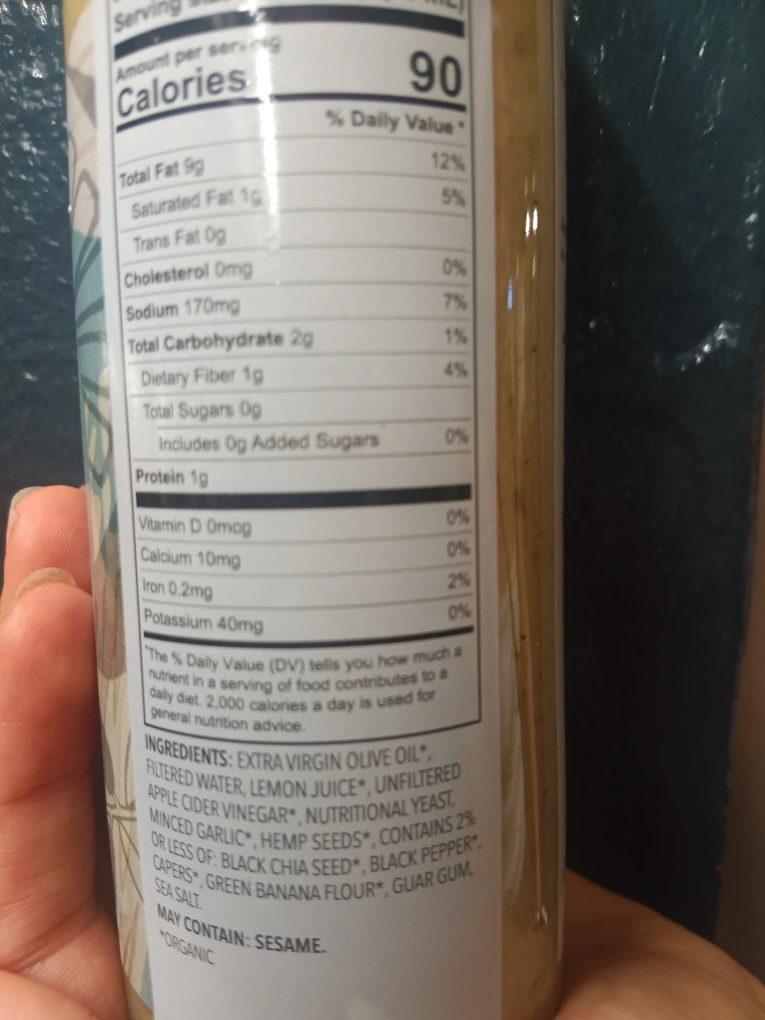 Serving
Amount per serving
Calories 90
% Daily Value *
Total Fat 9g 12%
Saturated Fat 1g 5%
Trans Fat 0g
Cholesterol 0mg 0%
Sodium 170mg 7%
Total Carbohydrate 2g 1%
Dietary Fiber 1g 4%
Total Sugars 0g
Includes 0g Added Sugars 0%
Protein 1g
Vitamin D 0mcg 0%
Calcium 10mg 0%
Iron 0.2mg 2%
Potassium 40mg 0%
*The % Daily Value (DV) tells you how much a
nutrient in a serving of food contributes to a
daily diet. 2,000 calories a day is used for
general nutrition advice.
INGREDIENTS: EXTRA VIRGIN OLIVE OIL*,
FILTERED WATER, LEMON JUICE*, UNFILTERED
APPLE CIDER VINEGAR*, NUTRITIONAL YEAST,
MINCED GARLIC*, HEMP SEEDS*, CONTAINS 2%
OR LESS OF: BLACK CHIA SEED*, BLACK PEPPER*,
CAPERS*, GREEN BANANA FLOUR*, GUAR GUM,
SEA SALT.
MAY CONTAIN: SESAME.
*ORGANIC